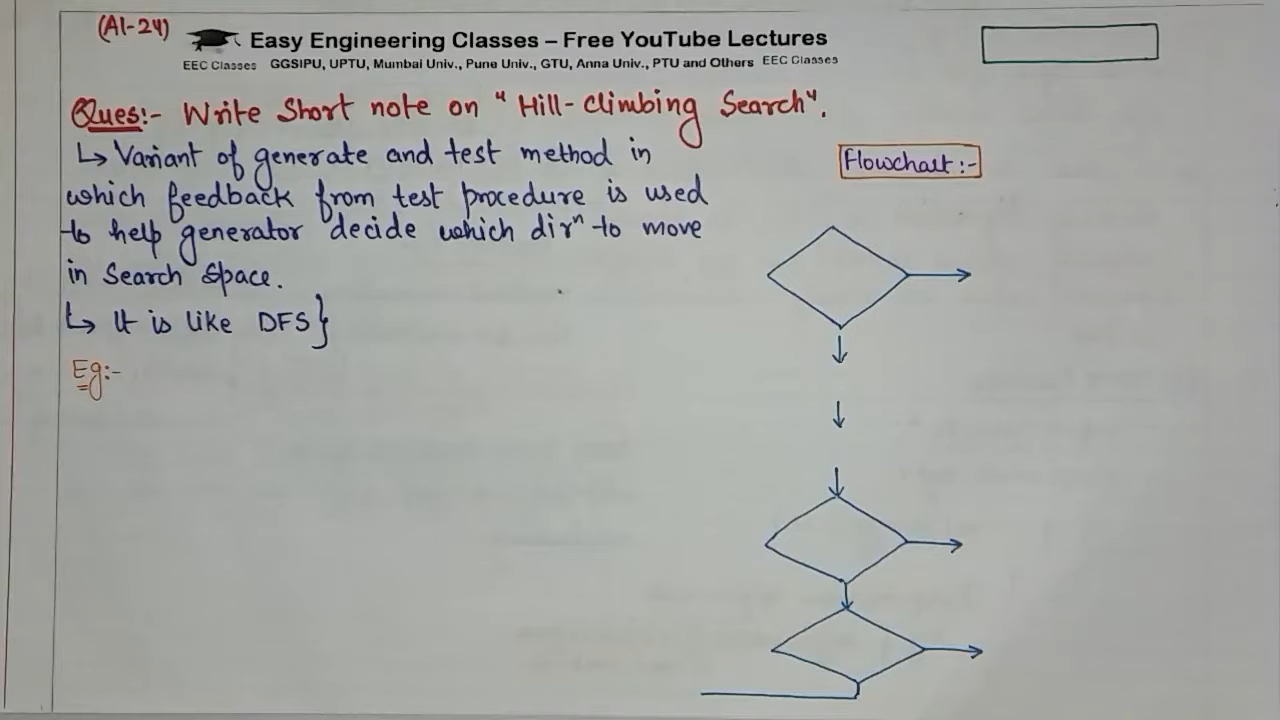 (AI-24)
Easy Engineering Classes – Free YouTube Lectures
EEC Classes GGSIPU, UPTU, Mumbai Univ., Pune Univ., GTU, Anna Univ., PTU and Others EEC Classes
Ques:- Write Short note on "Hill-Climbing Search".
↳ Variant of generate and test method in
which feedback from test procedure is used
to help generator decide which dirⁿ to move
in Search Space.
↳ It is like DFS}
Eg:-
Flowchart:-